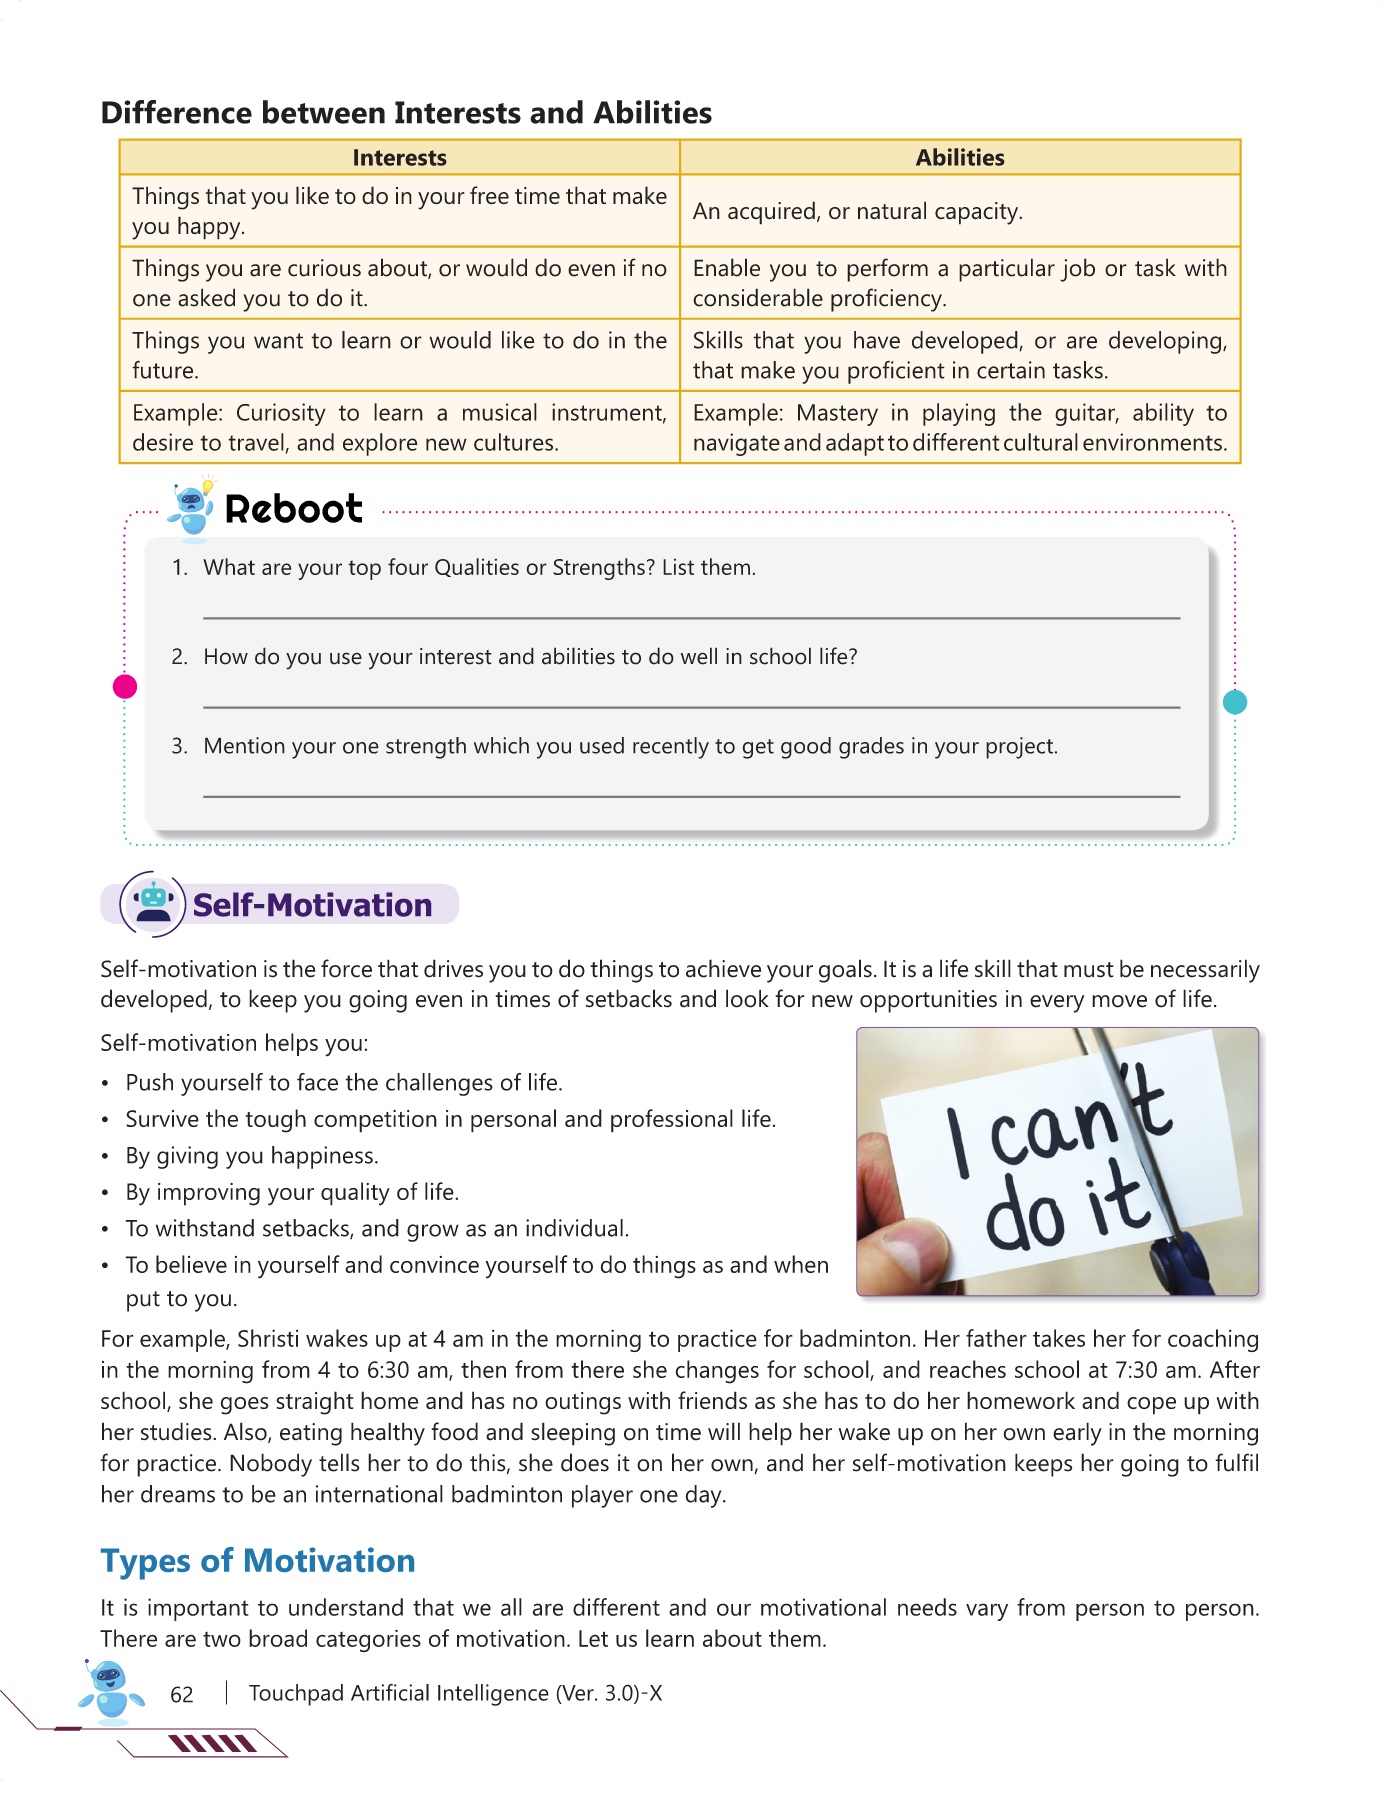 Difference between Interests and Abilities
Interests
Abilities
Things that you like to do in your free time that make
you happy.
An acquired, or natural capacity.
Things you are curious about, or would do even if no
one asked you to do it.
Enable you to perform a particular job or task with
considerable proficiency.
Things you want to learn or would like to do in the
future.
Skills that you have developed, or are developing,
that make you proficient in certain tasks.
Example: Curiosity to learn a musical instrument,
desire to travel, and explore new cultures.
Example: Mastery in playing the guitar, ability to
navigate and adapt to different cultural environments.
Reboot
1. What are your top four Qualities or Strengths? List them.
2. How do you use your interest and abilities to do well in school life?
3. Mention your one strength which you used recently to get good grades in your project.
Self-Motivation
Self-motivation is the force that drives you to do things to achieve your goals. It is a life skill that must be necessarily
developed, to keep you going even in times of setbacks and look for new opportunities in every move of life.
Self-motivation helps you:
• Push yourself to face the challenges of life.
• Survive the tough competition in personal and professional life.
• By giving you happiness.
• By improving your quality of life.
• To withstand setbacks, and grow as an individual.
• To believe in yourself and convince yourself to do things as and when
put to you.
I can't
do it
For example, Shristi wakes up at 4 am in the morning to practice for badminton. Her father takes her for coaching
in the morning from 4 to 6:30 am, then from there she changes for school, and reaches school at 7:30 am. After
school, she goes straight home and has no outings with friends as she has to do her homework and cope up with
her studies. Also, eating healthy food and sleeping on time will help her wake up on her own early in the morning
for practice. Nobody tells her to do this, she does it on her own, and her self-motivation keeps her going to fulfil
her dreams to be an international badminton player one day.
Types of Motivation
It is important to understand that we all are different and our motivational needs vary from person to person.
There are two broad categories of motivation. Let us learn about them.
62 | Touchpad Artificial Intelligence (Ver. 3.0)-X